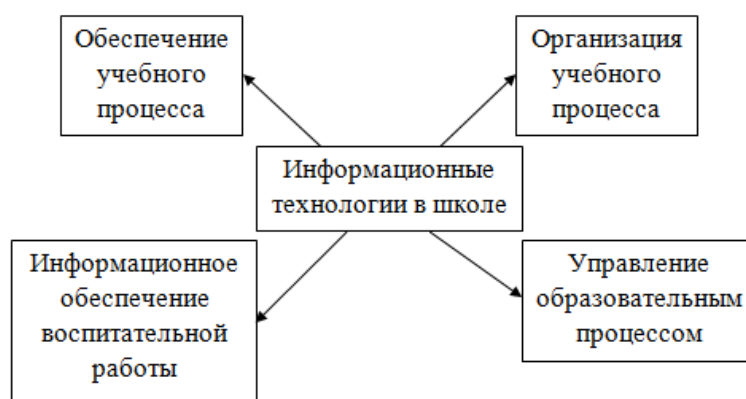 Обеспечение
учебного
процесса
Организация
учебного
процесса
Информационные
технологии в школе
Информационное
обеспечение
воспитательной
работы
Управление
образовательным
процессом